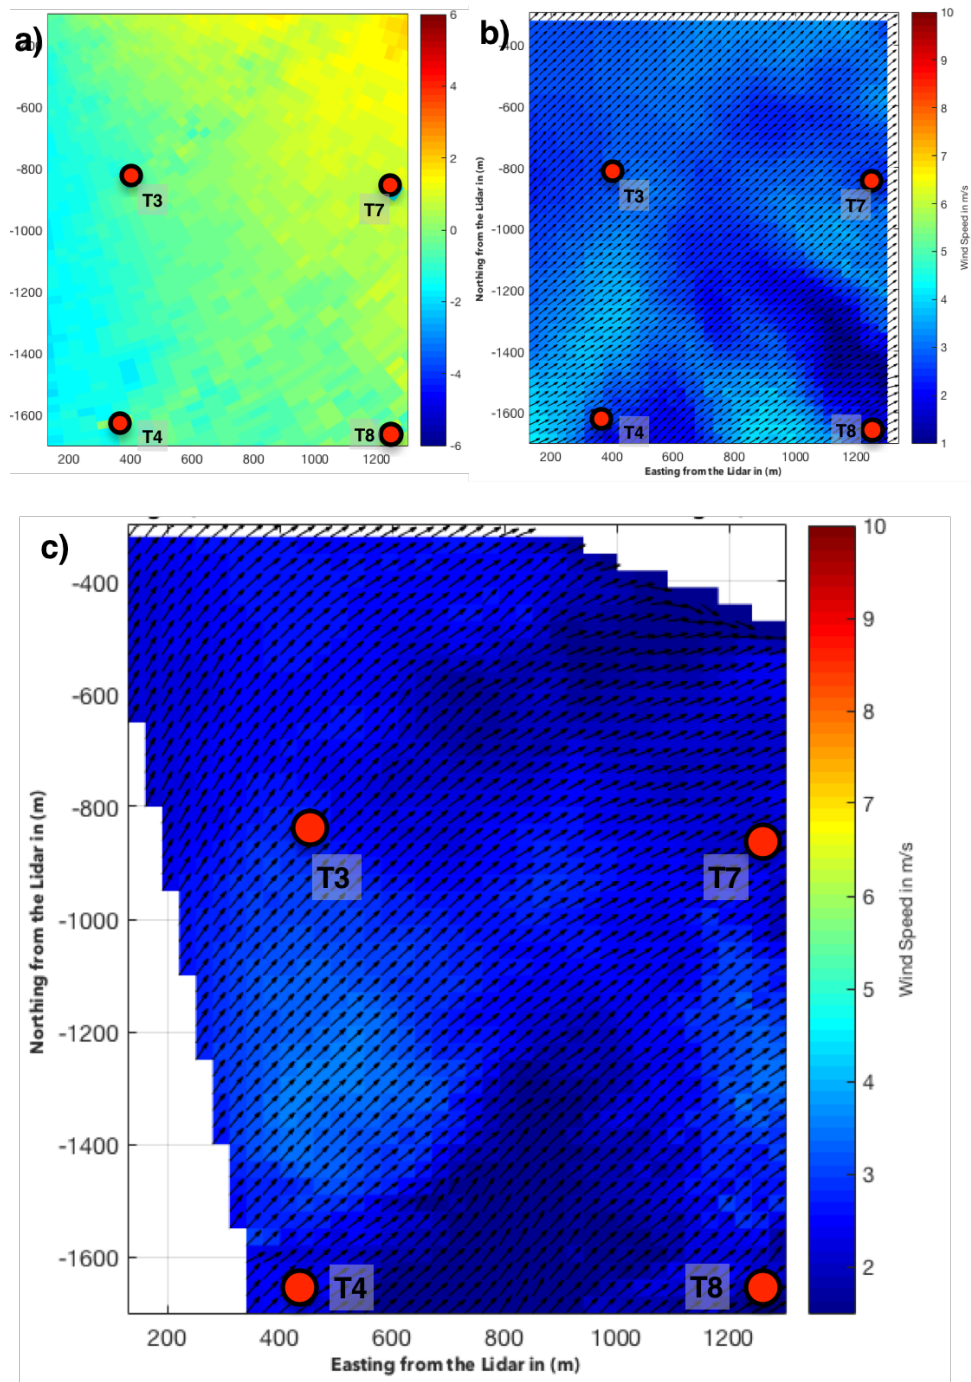 a)
-400
-600
-800
-1000
-1200
-1400
-1600
200 400 600 800 1000 1200
T3
T7
T4
T8
6
4
2
0
-2
-4
-6
b)
-400
-600
-800
-1000
-1200
-1400
-1600
200 400 600 800 1000 1200
Northing from the Lidar in (m)
Easting from the Lidar in (m)
T3
T7
T4
T8
10
9
8
7
6
5
4
3
2
1
Wind Speed in m/s
c)
-400
-600
-800
-1000
-1200
-1400
-1600
200 400 600 800 1000 1200
Northing from the Lidar in (m)
Easting from the Lidar in (m)
T3
T7
T4
T8
10
9
8
7
6
5
4
3
2
Wind Speed in m/s